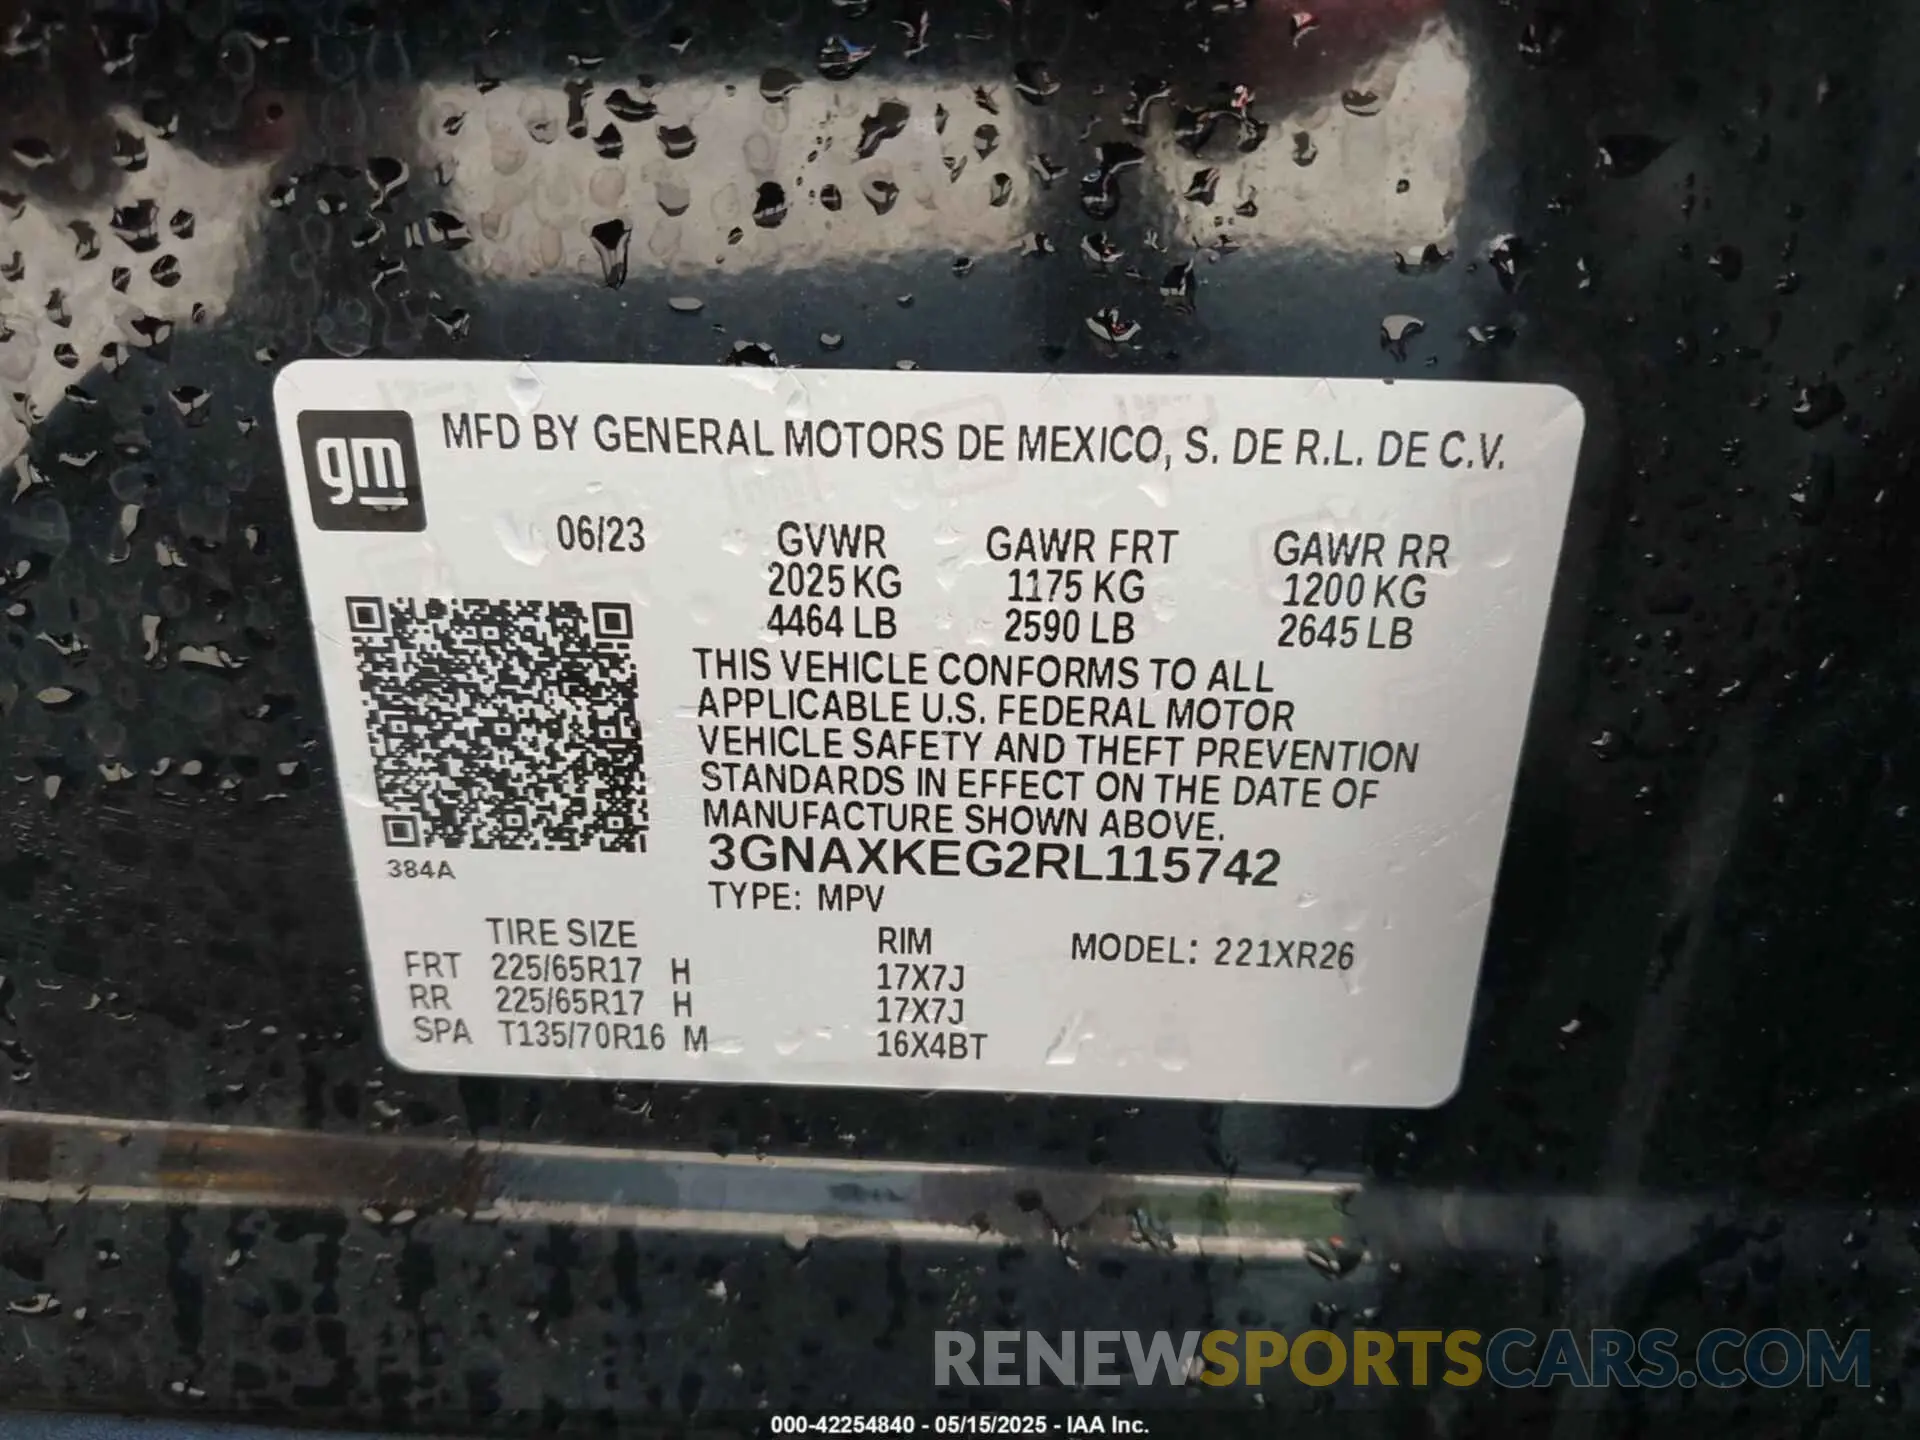 gm MFD BY GENERAL MOTORS DE MEXICO, S. DE R.L. DE C.V.
06/23 GVWR GAWR FRT GAWR RR
2025 KG 1175 KG 1200 KG
4464 LB 2590 LB 2645 LB
THIS VEHICLE CONFORMS TO ALL
APPLICABLE U.S. FEDERAL MOTOR
VEHICLE SAFETY AND THEFT PREVENTION
STANDARDS IN EFFECT ON THE DATE OF
MANUFACTURE SHOWN ABOVE.
3GNAXKEG2RL115742
384A
TYPE: MPV
TIRE SIZE RIM MODEL: 221XR26
FRT 225/65R17 H 17X7J
RR 225/65R17 H 17X7J
SPA T135/70R16 M 16X4BT
RENEWSPORTSCARS.COM
000-42254840 - 05/15/2025 - IAA Inc.